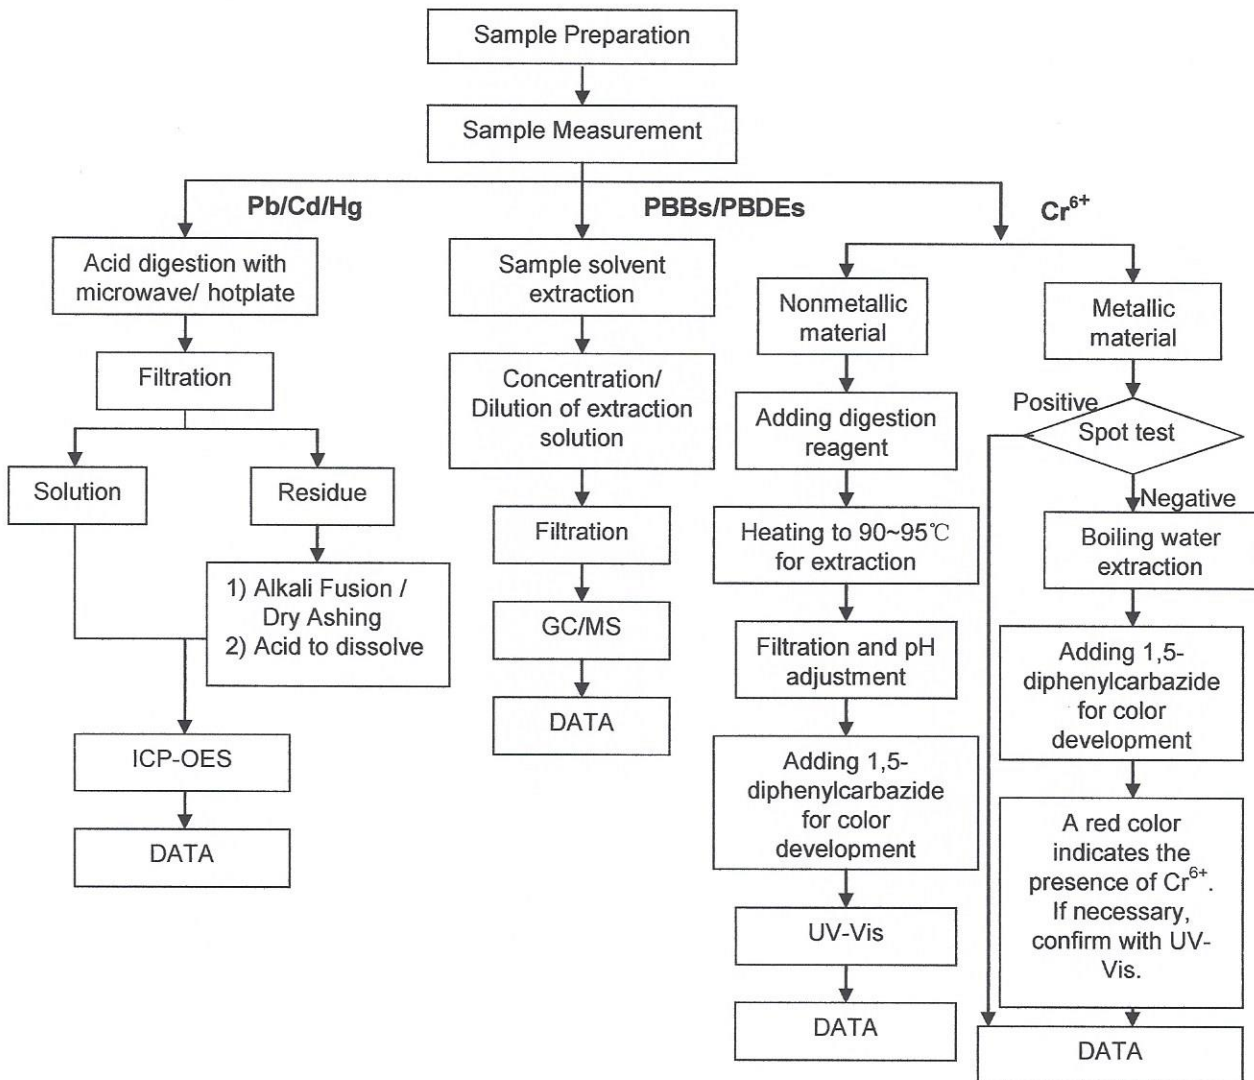 Sample Preparation
Sample Measurement
Pb/Cd/Hg
PBBs/PBDEs
Cr⁶⁺
Acid digestion with
microwave/ hotplate
Filtration
Solution
Residue
1) Alkali Fusion /
Dry Ashing
2) Acid to dissolve
ICP-OES
DATA
Sample solvent
extraction
Concentration/
Dilution of extraction
solution
Filtration
GC/MS
DATA
Nonmetallic
material
Adding digestion
reagent
Heating to 90~95℃
for extraction
Filtration and pH
adjustment
Adding 1,5-
diphenylcarbazide
for color
development
UV-Vis
DATA
Metallic
material
Positive
Spot test
Negative
Boiling water
extraction
Adding 1,5-
diphenylcarbazide
for color
development
A red color
indicates the
presence of Cr⁶⁺.
If necessary,
confirm with UV-
Vis.
DATA